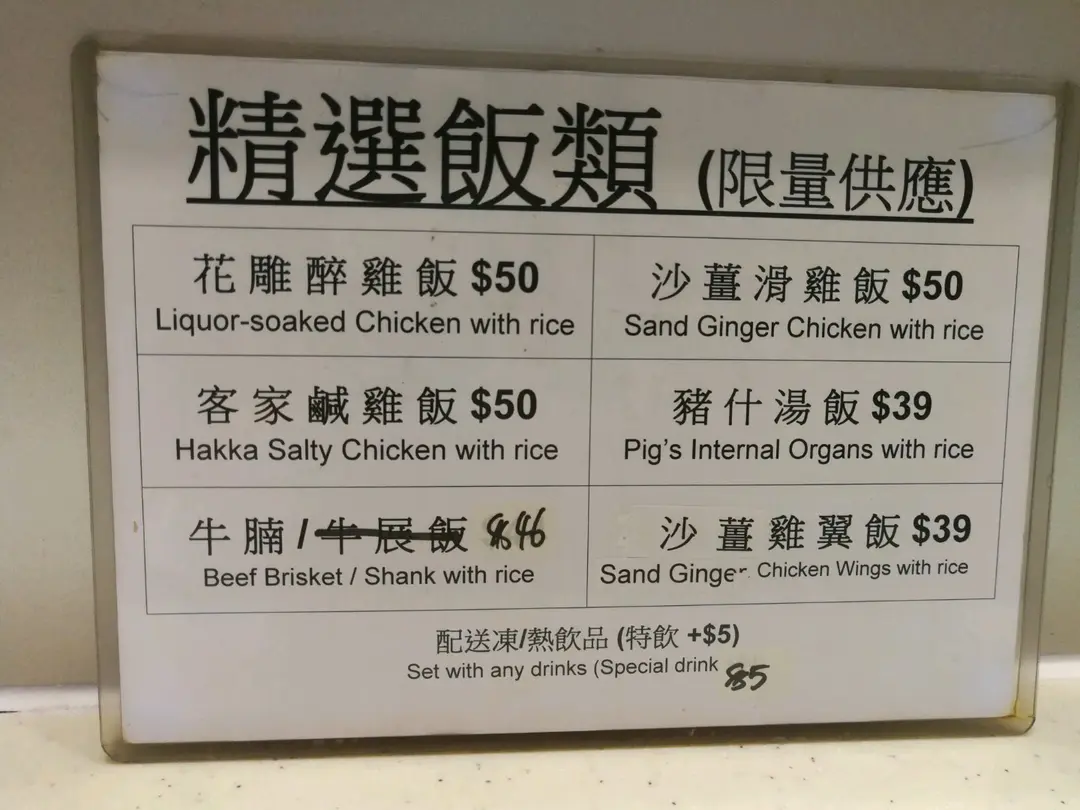 精選飯類 (限量供應)
花雕醉雞飯 $50
Liquor-soaked Chicken with rice
沙薑滑雞飯 $50
Sand Ginger Chicken with rice
客家鹹雞飯 $50
Hakka Salty Chicken with rice
豬什湯飯 $39
Pig's Internal Organs with rice
牛腩/牛展飯 $46
Beef Brisket / Shank with rice
沙薑雞翼飯 $39
Sand Ginger Chicken Wings with rice
配送凍/熱飲品 (特飲 +$5)
Set with any drinks (Special drink $5